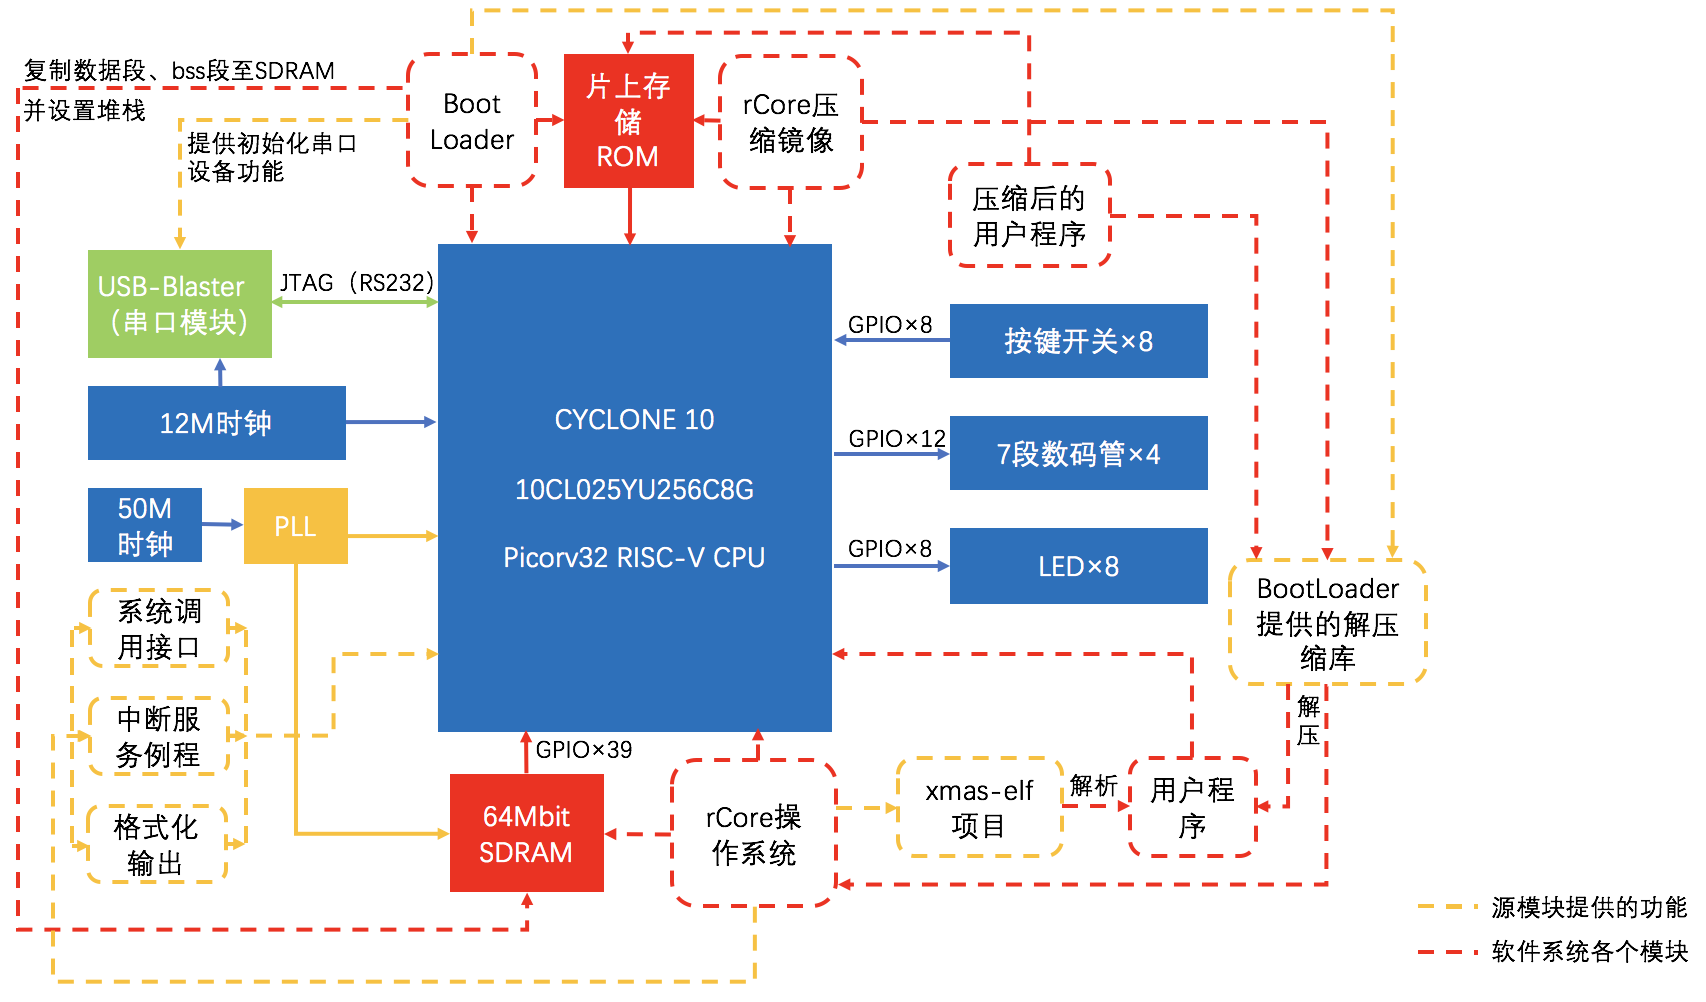 复制数据段、bss段至SDRAM
并设置堆栈
提供初始化串口
设备功能
Boot
Loader
片上存
储
ROM
rCore压
缩镜像
压缩后的
用户程序
USB-Blaster
（串口模块）
JTAG（RS232）
12M时钟
50M
时钟
PLL
CYCLONE 10
10CL025YU256C8G
Picorv32 RISC-V CPU
GPIO×8
按键开关×8
GPIO×12
7段数码管×4
GPIO×8
LED×8
BootLoader
提供的解压
缩库
解
压
系统调
用接口
中断服
务例程
格式化
输出
GPIO×39
64Mbit
SDRAM
rCore操
作系统
xmas-elf
项目
解析
用户程
序
源模块提供的功能
软件系统各个模块